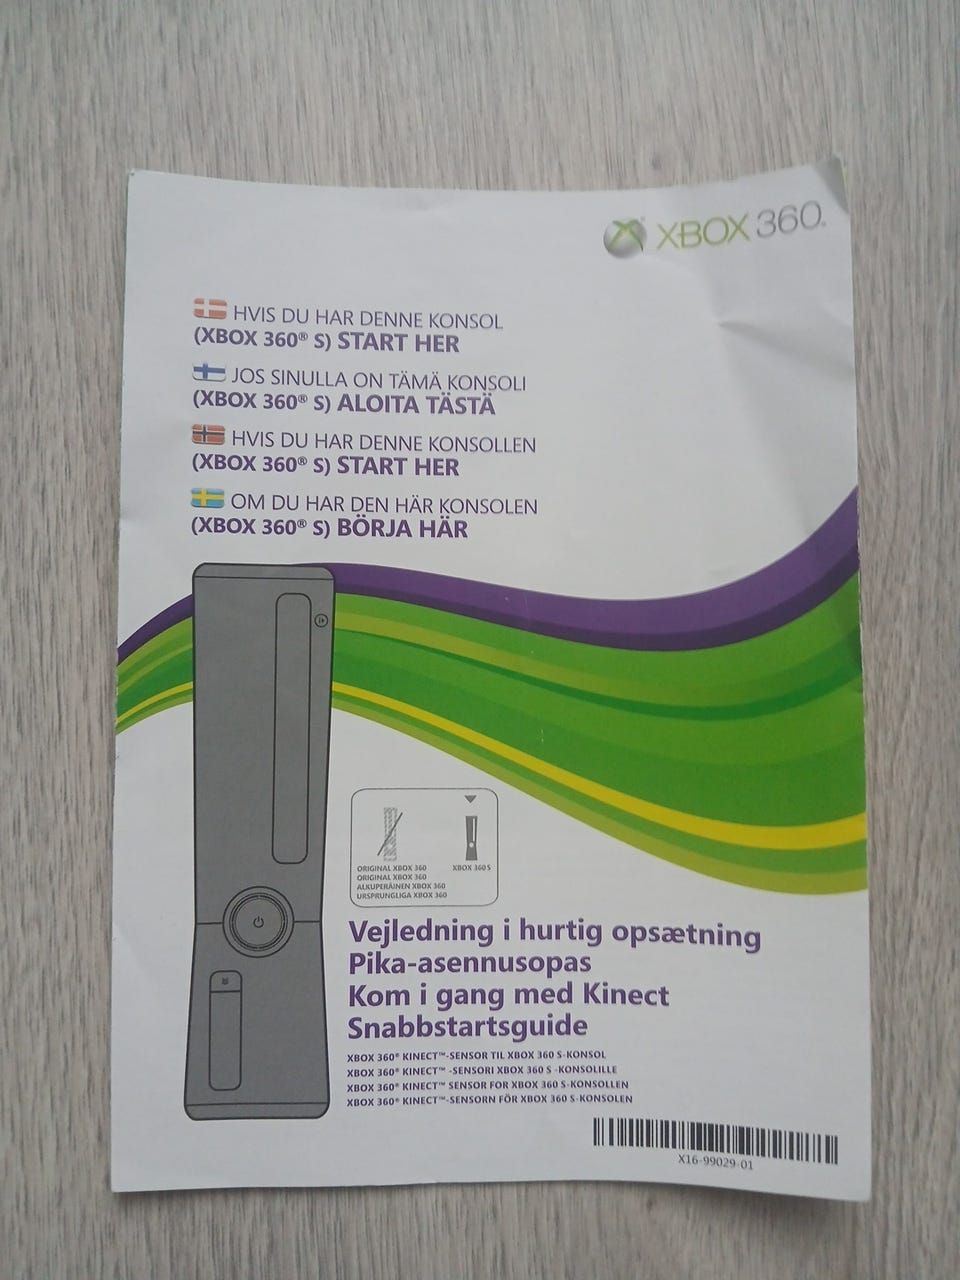 XBOX 360®
HVIS DU HAR DENNE KONSOL
(XBOX 360® S) START HER
JOS SINULLA ON TÄMÄ KONSOLI
(XBOX 360® S) ALOITA TÄSTÄ
HVIS DU HAR DENNE KONSOLLEN
(XBOX 360® S) START HER
OM DU HAR DEN HÄR KONSOLEN
(XBOX 360® S) BÖRJA HÄR
ORIGINAL XBOX 360
ORIGINAL XBOX 360
ALKUPERÄINEN XBOX 360
URSPRUNGLIGA XBOX 360
XBOX 360 S
Vejledning i hurtig opsætning
Pika-asennusopas
Kom i gang med Kinect
Snabbstartsguide
XBOX 360® KINECT™-SENSOR TIL XBOX 360 S-KONSOL
XBOX 360® KINECT™ -SENSORI XBOX 360 S -KONSOLILLE
XBOX 360® KINECT™ SENSOR FOR XBOX 360 S-KONSOLLEN
XBOX 360® KINECT™-SENSORN FÖR XBOX 360 S-KONSOLEN
X16-99029-01